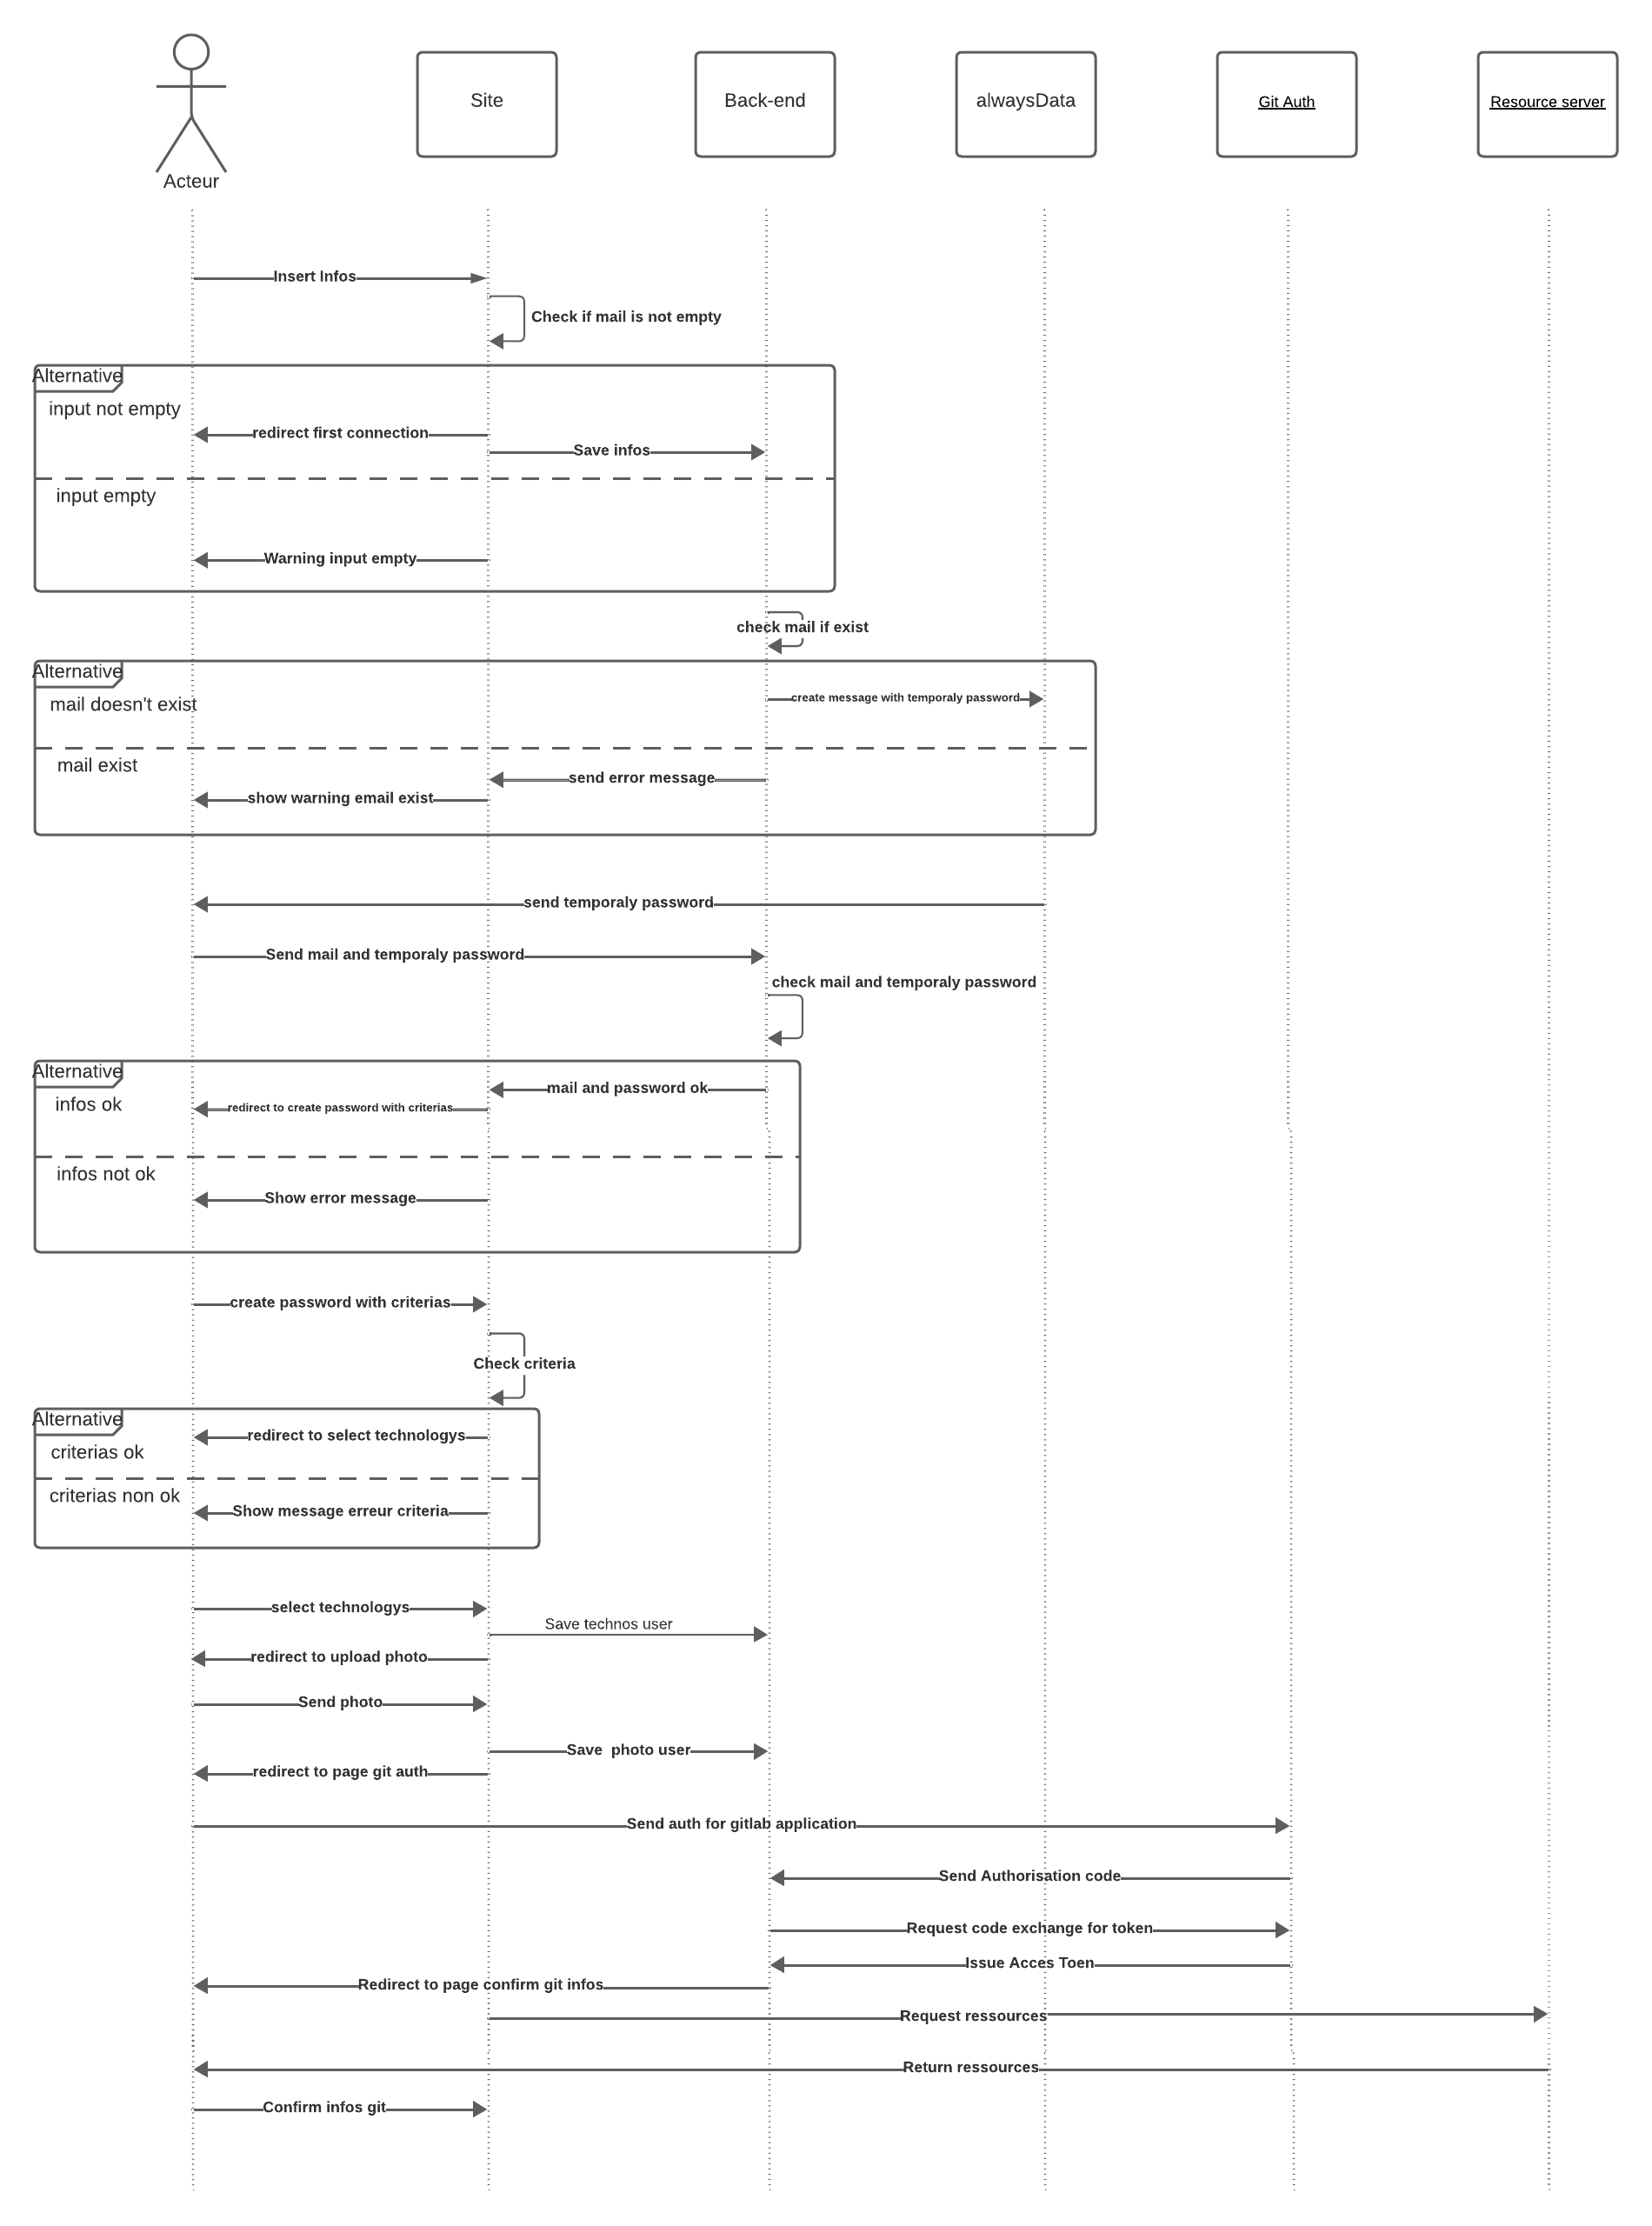 Acteur
Site
Back-end
alwaysData
Git Auth
Resource server
Insert Infos
Check if mail is not empty
Alternative
input not empty
redirect first connection
Save infos
input empty
Warning input empty
check mail if exist
Alternative
mail doesn't exist
create message with temporaly password
mail exist
send error message
show warning email exist
send temporaly password
Send mail and temporaly password
check mail and temporaly password
Alternative
mail and password ok
infos ok
redirect to create password with criterias
infos not ok
Show error message
create password with criterias
Check criteria
Alternative
redirect to select technologys
criterias ok
criterias non ok
Show message erreur criteria
select technologys
Save technos user
redirect to upload photo
Send photo
Save  photo user
redirect to page git auth
Send auth for gitlab application
Send Authorisation code
Request code exchange for token
Issue Acces Toen
Redirect to page confirm git infos
Request ressources
Return ressources
Confirm infos git